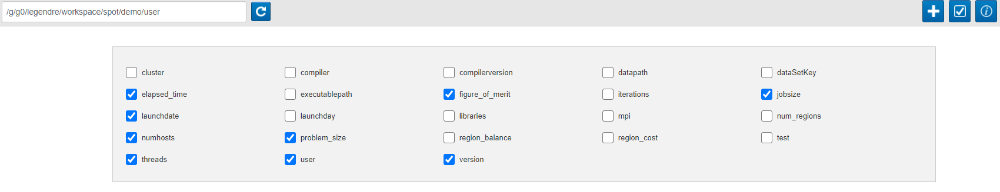 /g/g0/legendre/workspace/spot/demo/user
cluster compiler compilerversion datapath dataSetKey
elapsed_time executablepath figure_of_merit iterations jobsize
launchdate launchday libraries mpi num_regions
numhosts problem_size region_balance region_cost test
threads user version